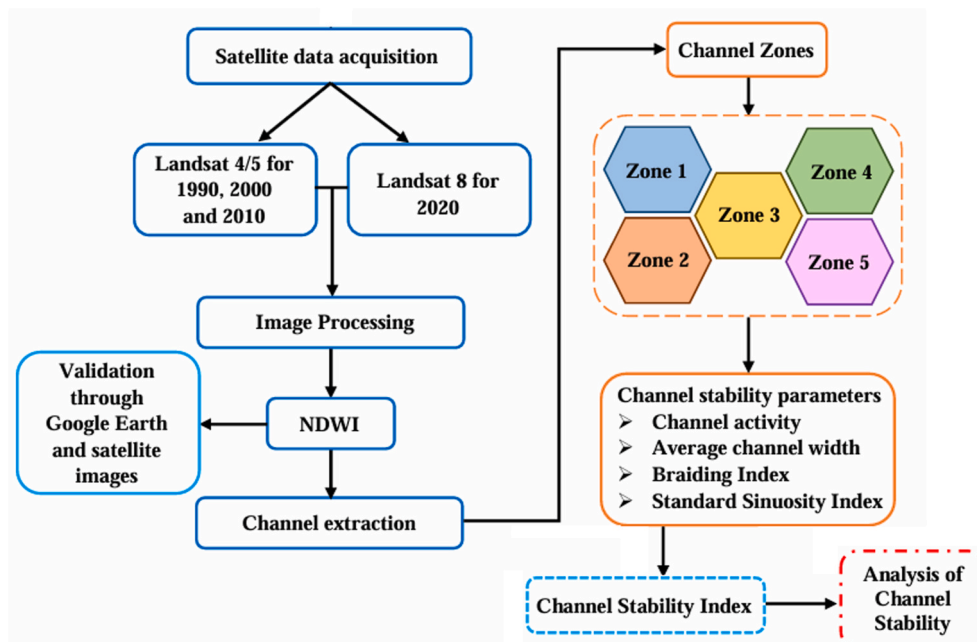 Satellite data acquisition
Landsat 4/5 for
1990, 2000
and 2010
Landsat 8 for
2020
Image Processing
Validation
through
Google Earth
and satellite
images
NDWI
Channel extraction
Channel Zones
Zone 1
Zone 4
Zone 3
Zone 2
Zone 5
Channel stability parameters
➢ Channel activity
➢ Average channel width
➢ Braiding Index
➢ Standard Sinuosity Index
Channel Stability Index
Analysis of
Channel
Stability